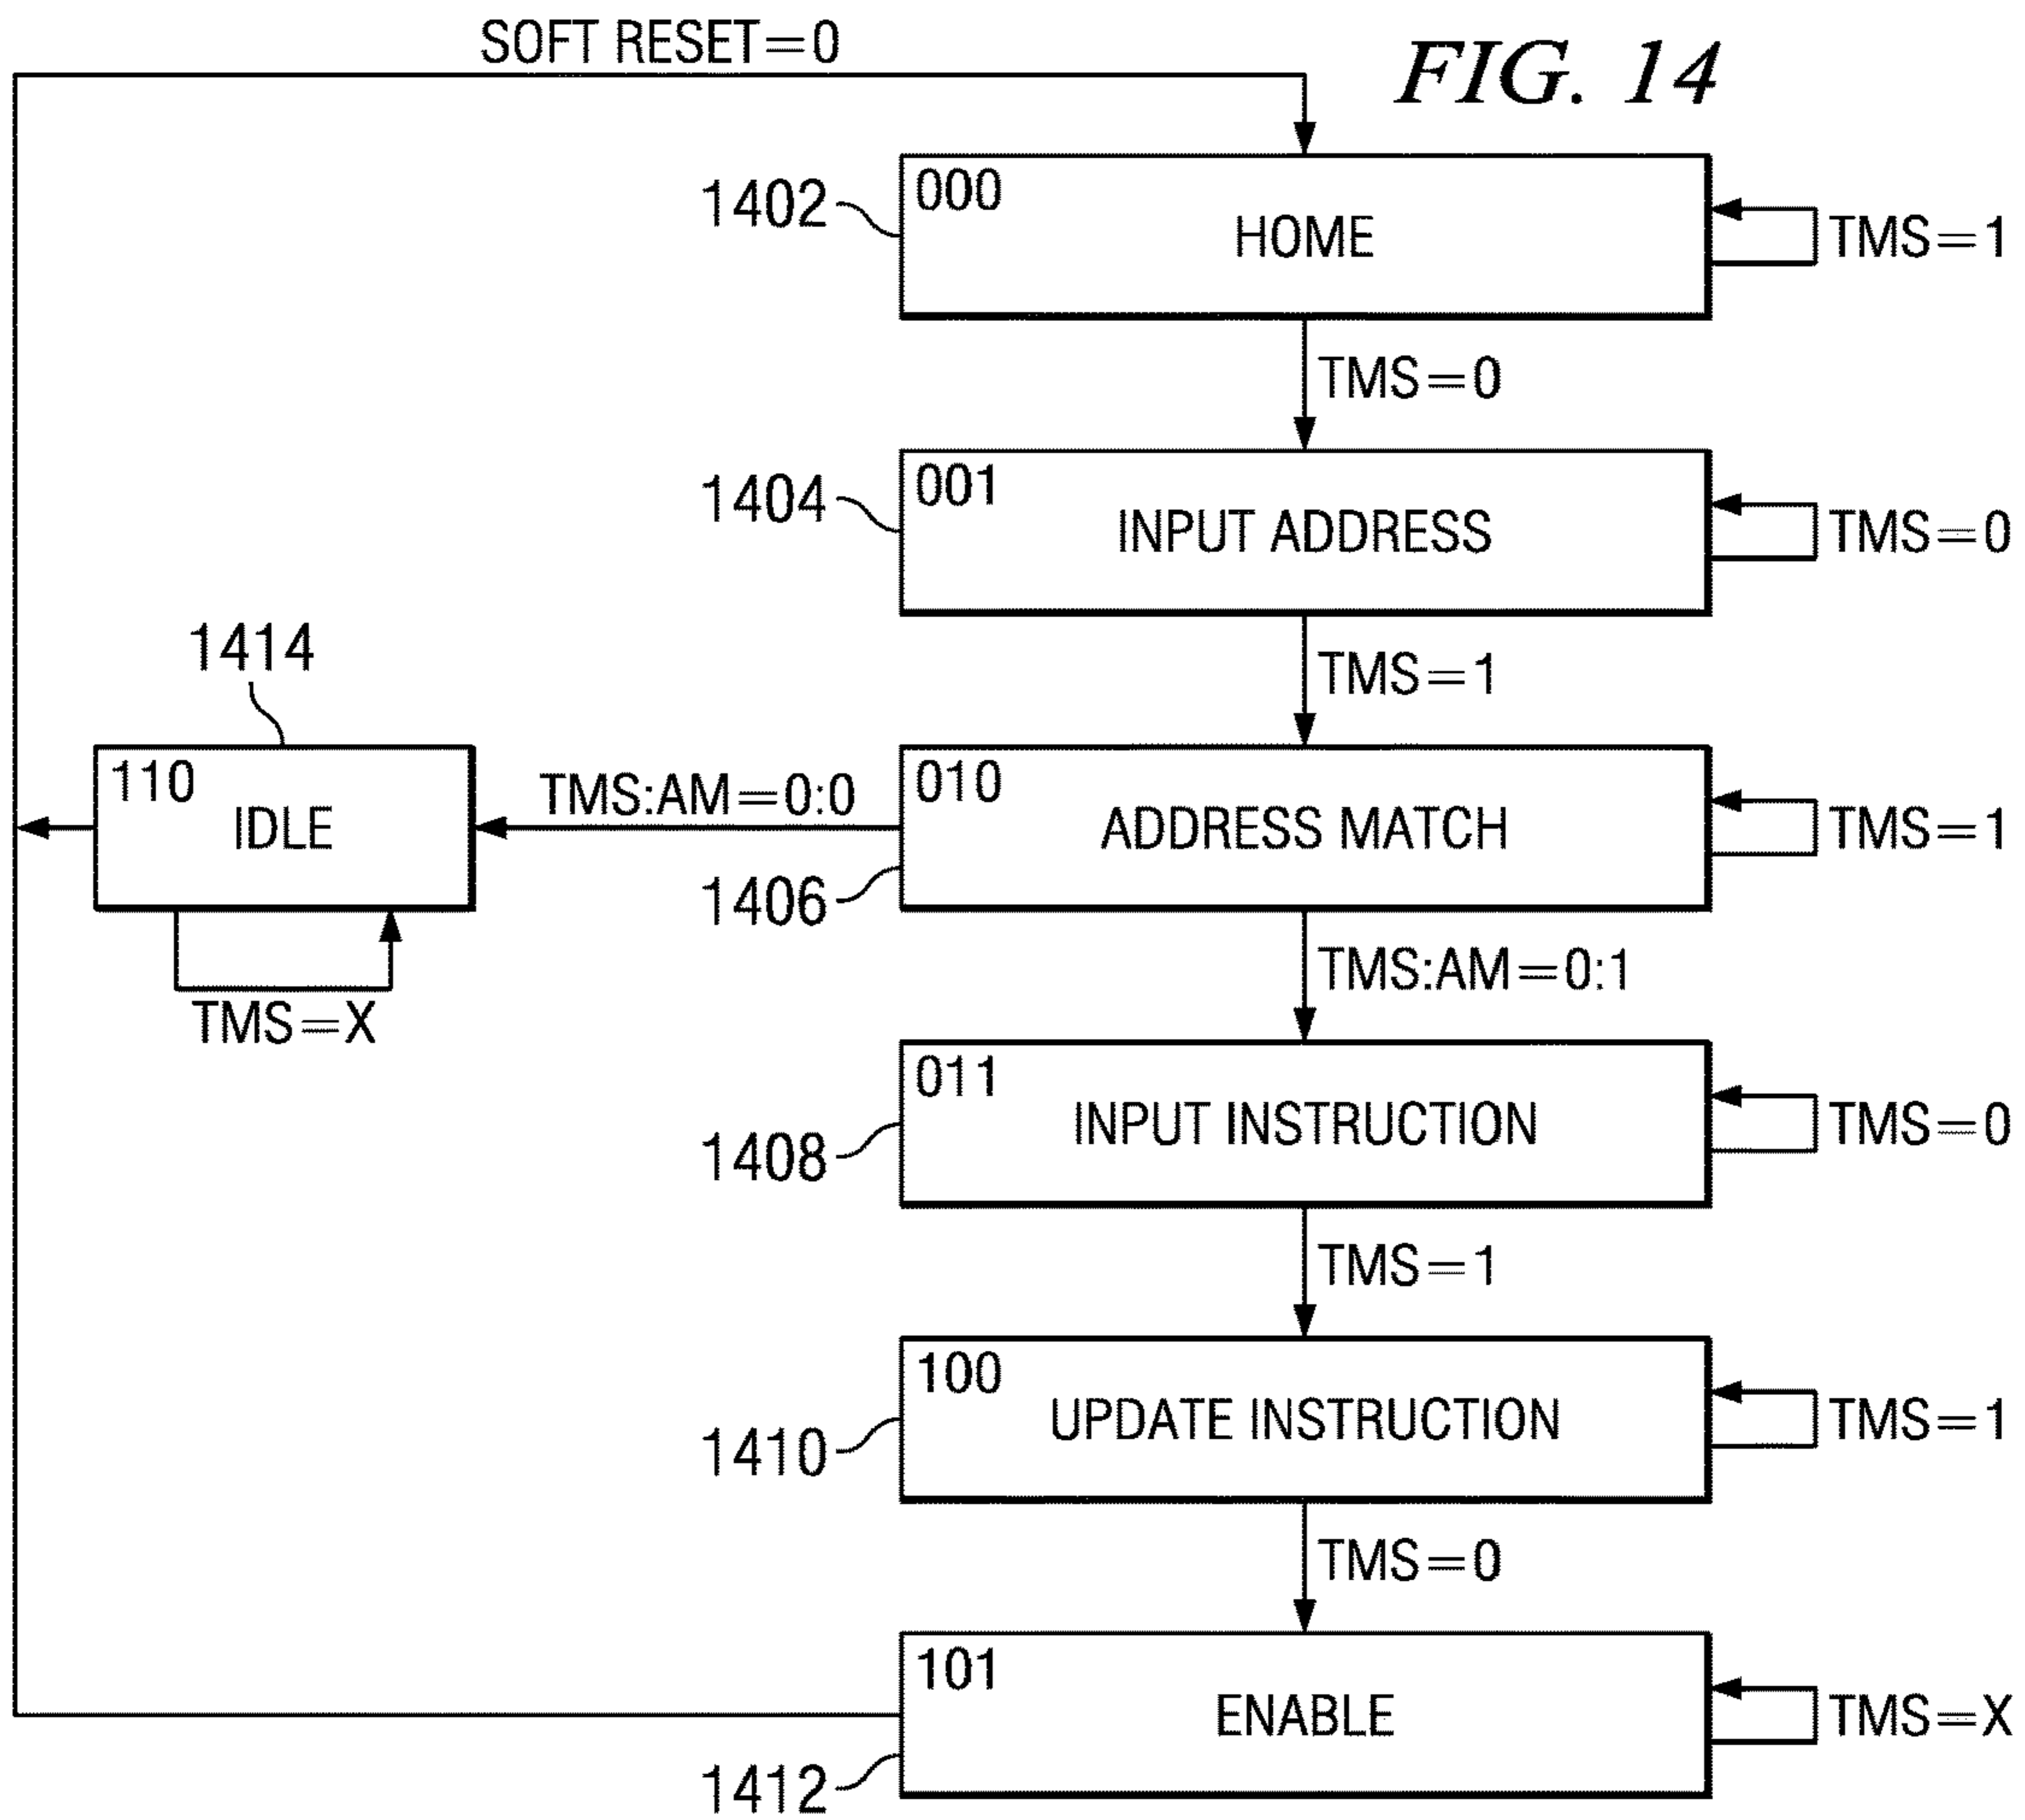 SOFT RESET=0
FIG. 14
1402
000
HOME
TMS=1
TMS=0
1404
001
INPUT ADDRESS
TMS=0
TMS=1
1414
110
IDLE
TMS=X
TMS:AM=0:0
010
ADDRESS MATCH
1406
TMS=1
TMS:AM=0:1
011
INPUT INSTRUCTION
1408
TMS=0
TMS=1
100
UPDATE INSTRUCTION
1410
TMS=1
TMS=0
101
ENABLE
1412
TMS=X